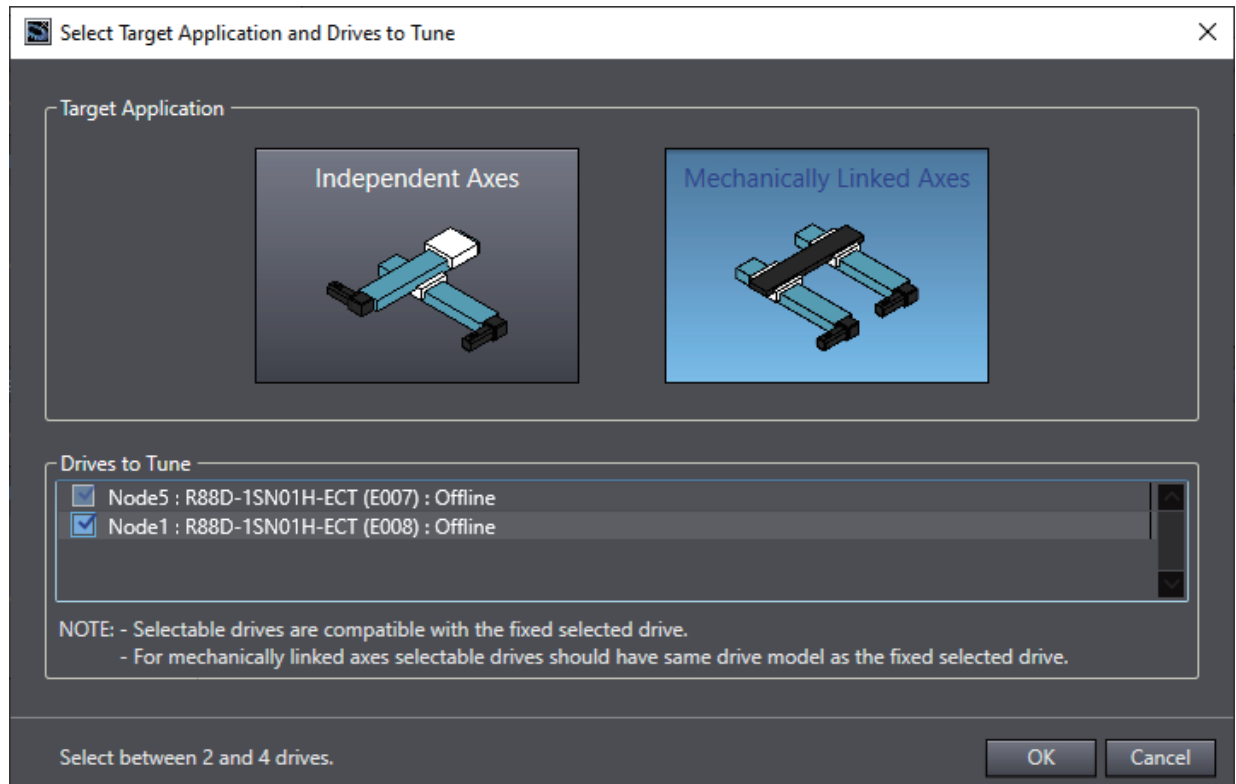 Select Target Application and Drives to Tune
Target Application
Independent Axes
Mechanically Linked Axes
Drives to Tune
Node5 : R88D-1SN01H-ECT (E007) : Offline
Node1 : R88D-1SN01H-ECT (E008) : Offline
NOTE: - Selectable drives are compatible with the fixed selected drive.
- For mechanically linked axes selectable drives should have same drive model as the fixed selected drive.
Select between 2 and 4 drives.
OK
Cancel